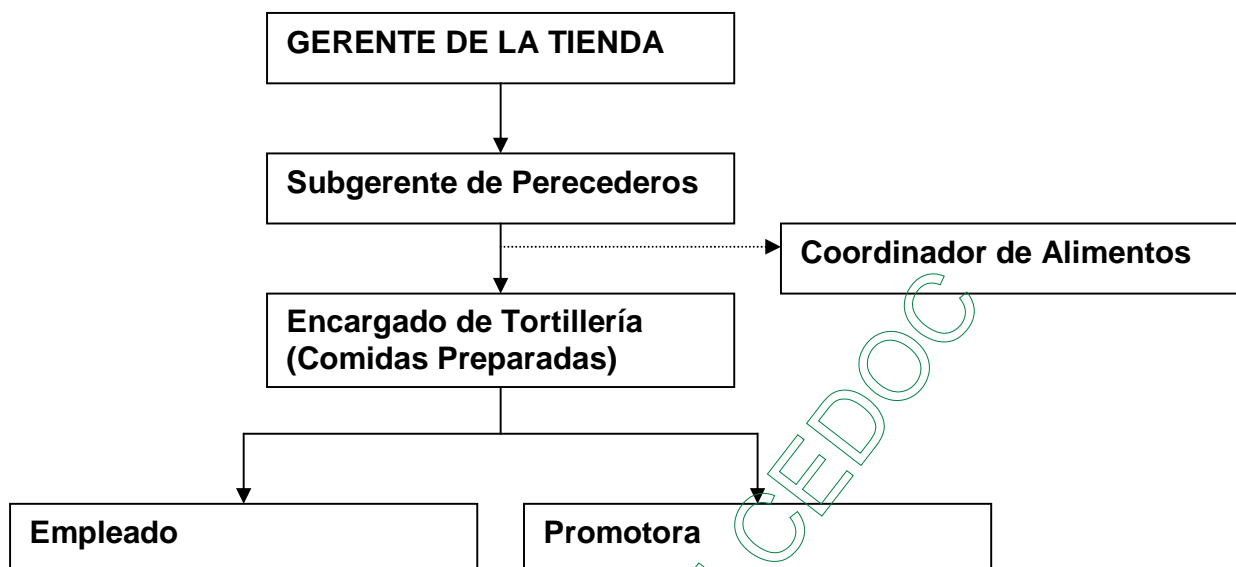 GERENTE DE LA TIENDA
Subgerente de Perecederos
Coordinador de Alimentos
Encargado de Tortillería
(Comidas Preparadas)
Empleado
Promotora
CEDOC